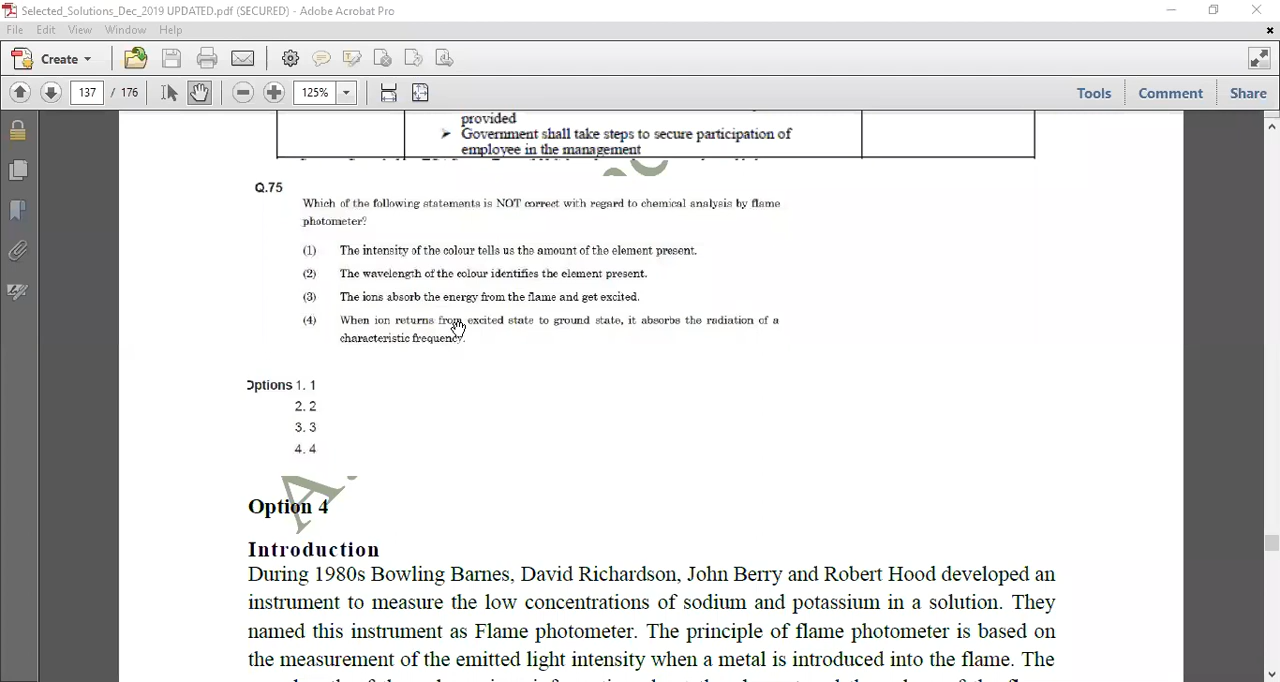 Selected_Solutions_Dec_2019 UPDATED.pdf (SECURED) - Adobe Acrobat Pro
File Edit View Window Help
Create
137 / 176 125% Tools Comment Share
provided
➤ Government shall take steps to secure participation of
employee in the management
Q.75
Which of the following statements is NOT correct with regard to chemical analysis by flame
photometer?
(1) The intensity of the colour tells us the amount of the element present.
(2) The wavelength of the colour identifies the element present.
(3) The ions absorb the energy from the flame and get excited.
(4) When ion returns from excited state to ground state, it absorbs the radiation of a
characteristic frequency.
Options 1. 1
2. 2
3. 3
4. 4
Option 4
Introduction
During 1980s Bowling Barnes, David Richardson, John Berry and Robert Hood developed an
instrument to measure the low concentrations of sodium and potassium in a solution. They
named this instrument as Flame photometer. The principle of flame photometer is based on
the measurement of the emitted light intensity when a metal is introduced into the flame. The